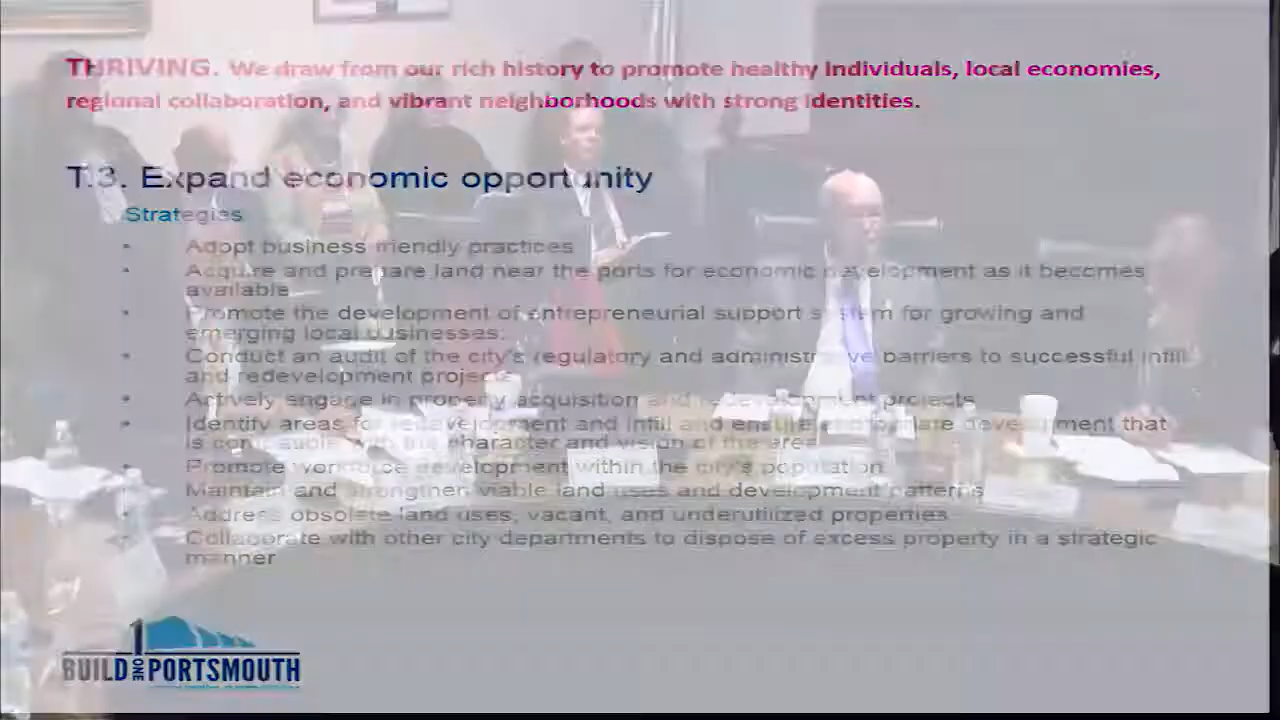 THRIVING. We draw from our rich history to promote healthy individuals, local economies,
regional collaboration, and vibrant neighborhoods with strong identities.
T.3. Expand economic opportunity
Strategies
• Adopt business friendly practices
• Acquire and prepare land near the ports for economic development as it becomes
available
• Promote the development of entrepreneurial support system for growing and
emerging local businesses;
• Conduct an audit of the city's regulatory and administrative barriers to successful infill
and redevelopment projects
• Actively engage in property acquisition and redevelopment projects
• Identify areas for redevelopment and infill and ensure appropriate development that
is compatible with the character and vision of the area
• Promote workforce development within the city's population
• Maintain and strengthen viable land uses and development patterns
• Address obsolete land uses, vacant, and underutilized properties
• Collaborate with other city departments to dispose of excess property in a strategic
manner
BUILD ONE PORTSMOUTH